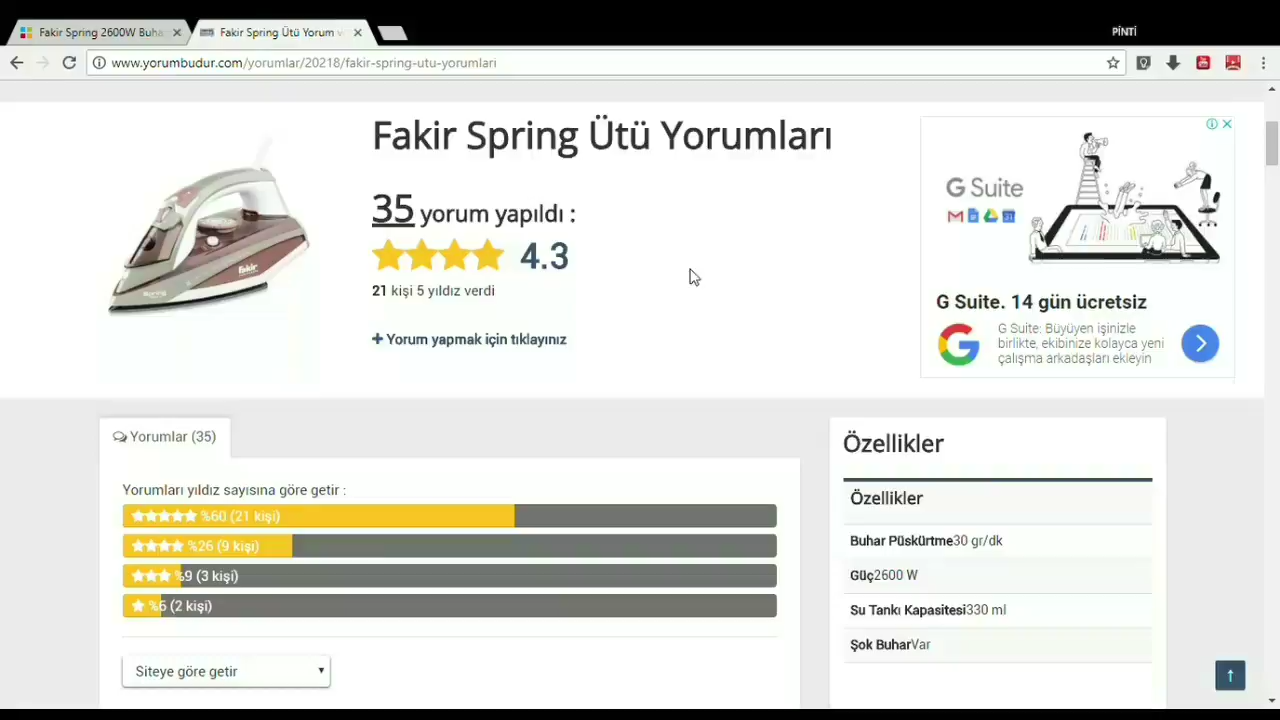 Fakir Spring 2600W Buha
Fakir Spring Ütü Yorum v
PİNTİ
www.yorumbudur.com/yorumlar/20218/fakir-spring-utu-yorumlari
Fakir Spring Ütü Yorumları
35 yorum yapıldı :
4.3
21 kişi 5 yıldız verdi
+ Yorum yapmak için tıklayınız
fakir
G Suite
G Suite. 14 gün ücretsiz
G Suite: Büyüyen işinizle
birlikte, ekibinize kolayca yeni
çalışma arkadaşları ekleyin
Yorumlar (35)
Yorumları yıldız sayısına göre getir :
%60 (21 kişi)
%26 (9 kişi)
%9 (3 kişi)
%6 (2 kişi)
Siteye göre getir
Özellikler
Özellikler
Buhar Püskürtme30 gr/dk
Güç2600 W
Su Tankı Kapasitesi330 ml
Şok BuharVar